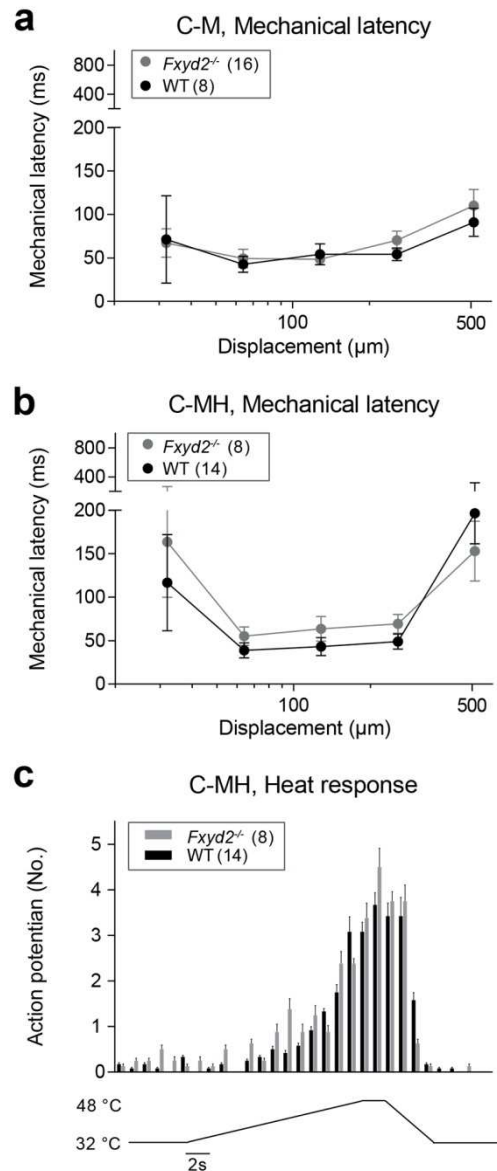 a
C-M, Mechanical latency
Fxyd2-/- (16)
WT (8)
Mechanical latency (ms)
800
400
200
150
100
50
0
100
500
Displacement (µm)
b
C-MH, Mechanical latency
Fxyd2-/- (8)
WT (14)
Mechanical latency (ms)
800
400
200
150
100
50
0
100
500
Displacement (µm)
c
C-MH, Heat response
Fxyd2-/- (8)
WT (14)
Action potentian (No.)
5
4
3
2
1
0
48 °C
32 °C
2s